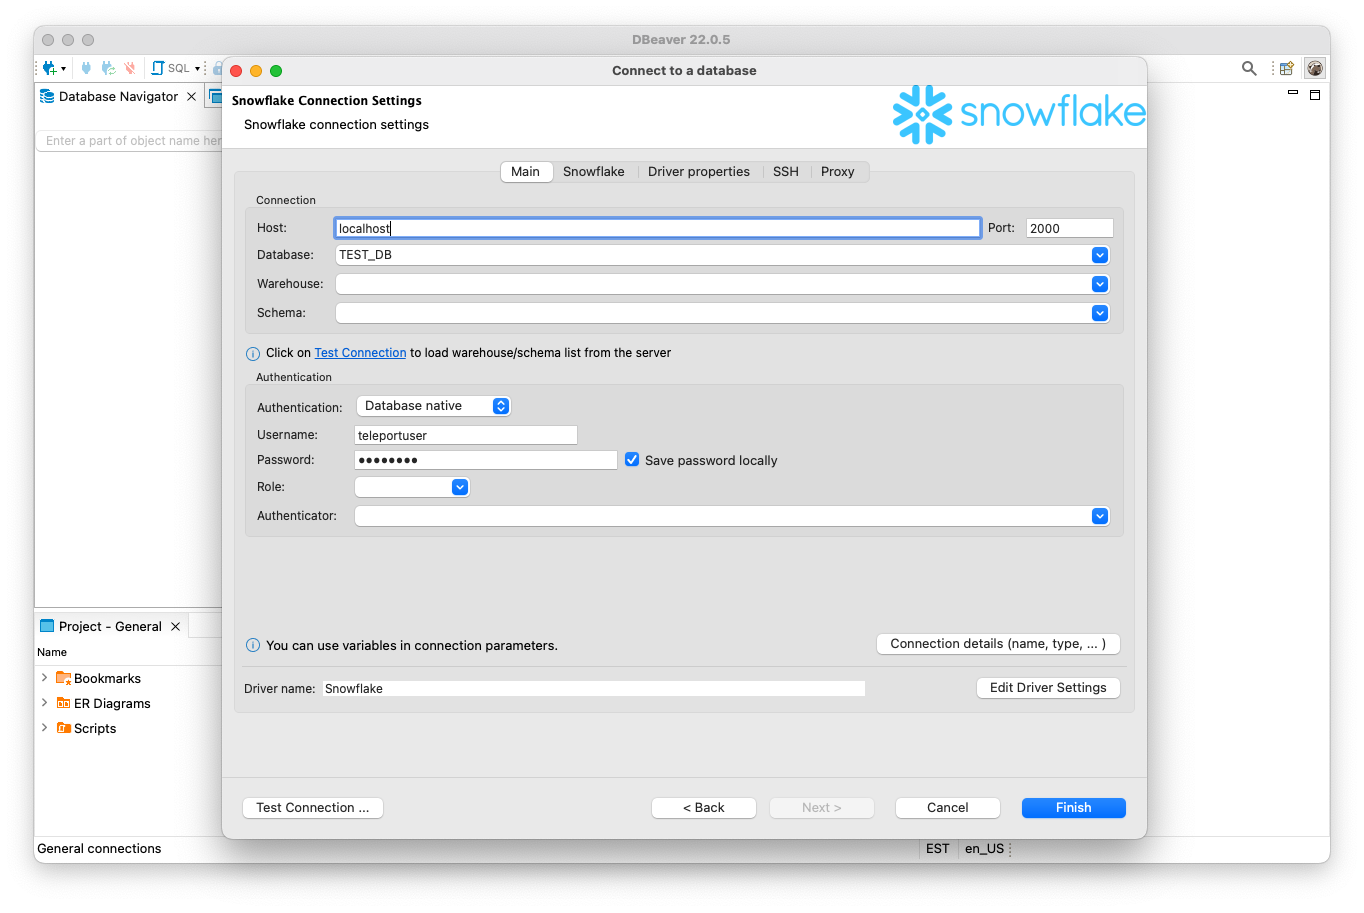 DBeaver 22.0.5
SQL
Database Navigator
Enter a part of object name her
Connect to a database
Snowflake Connection Settings
Snowflake connection settings
snowflake
Main Snowflake Driver properties SSH Proxy
Connection
Host: localhost Port: 2000
Database: TEST_DB
Warehouse:
Schema:
Click on Test Connection to load warehouse/schema list from the server
Authentication
Authentication: Database native
Username: teleportuser
Password: ●●●●●●●● Save password locally
Role:
Authenticator:
You can use variables in connection parameters.
Connection details (name, type, ... )
Driver name: Snowflake
Edit Driver Settings
Test Connection ...
< Back Next > Cancel Finish
Project - General
Name
Bookmarks
ER Diagrams
Scripts
General connections
EST en_US